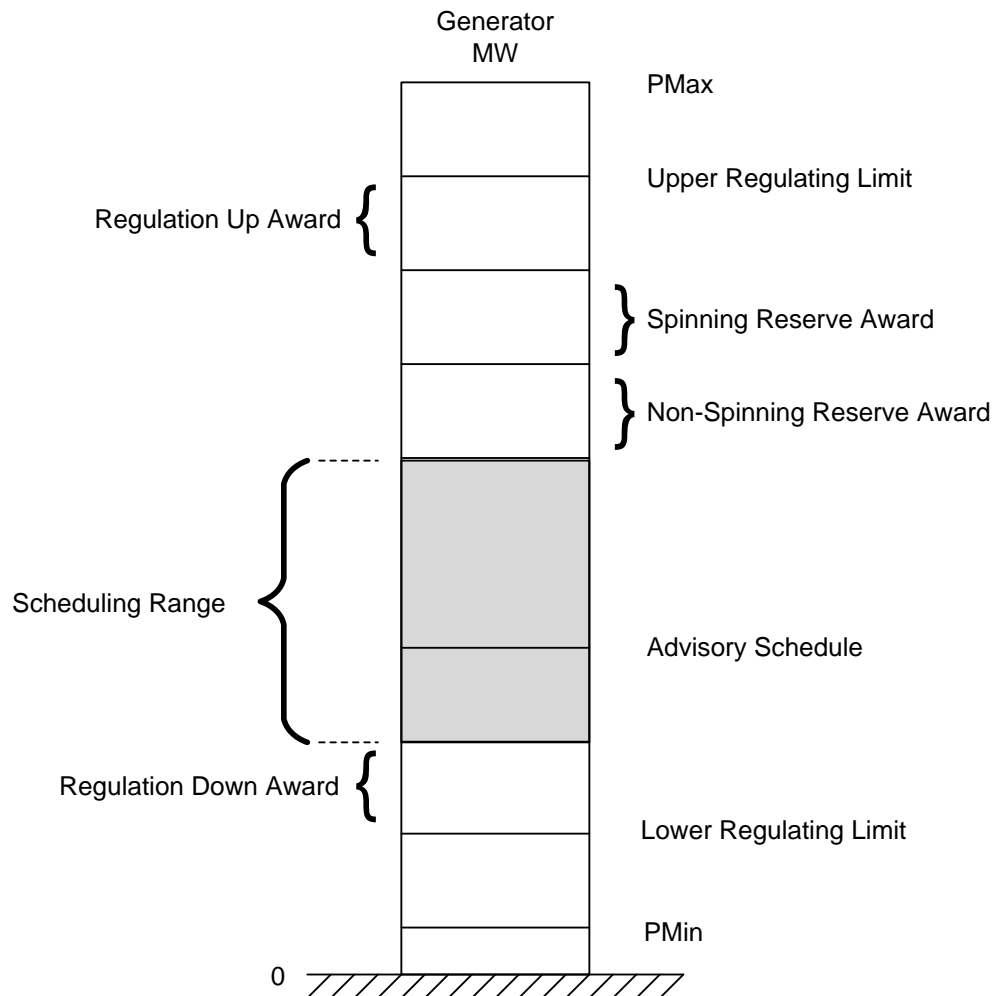 Generator
MW
PMax
Upper Regulating Limit
Regulation Up Award
Spinning Reserve Award
Non-Spinning Reserve Award
Scheduling Range
Advisory Schedule
Regulation Down Award
Lower Regulating Limit
PMin
0